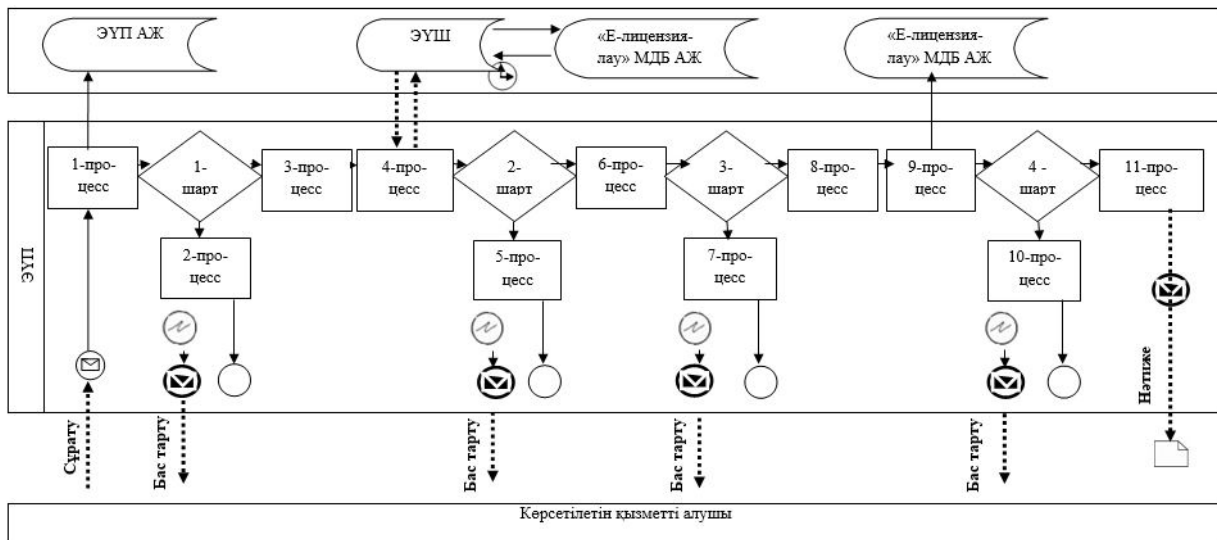 ЭҮП АЖ
ЭҮШ
«Е-лицензия-
лау» МДБ АЖ
«Е-лицензия-
лау» МДБ АЖ
ЭҮП
1-про-
цесс
1-
шарт
3-про-
цесс
4-про-
цесс
2-
шарт
6-про-
цесс
3-
шарт
8-про-
цесс
9-про-
цесс
4 -
шарт
11-про-
цесс
2-про-
цесс
5-про-
цесс
7-про-
цесс
10-про-
цесс
Сұрату
Бас тарту
Бас тарту
Бас тарту
Бас тарту
Нәтиже
Көрсетілетін қызметті алушы